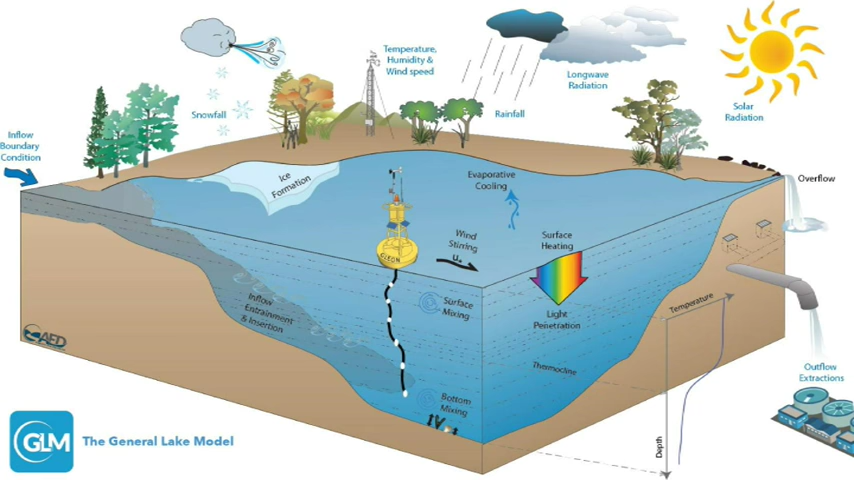 Temperature,
Humidity &
Wind speed
Longwave
Radiation
Snowfall
Rainfall
Solar
Radiation
Inflow
Boundary
Condition
Ice
Formation
Evaporative
Cooling
Overflow
GLEON
Wind
Stirring
u*
Surface
Heating
Surface
Mixing
Light
Penetration
Inflow
Entrainment
& Insertion
Temperature
Thermocline
Bottom
Mixing
Depth
Outflow
Extractions
AED
GLM
The General Lake Model